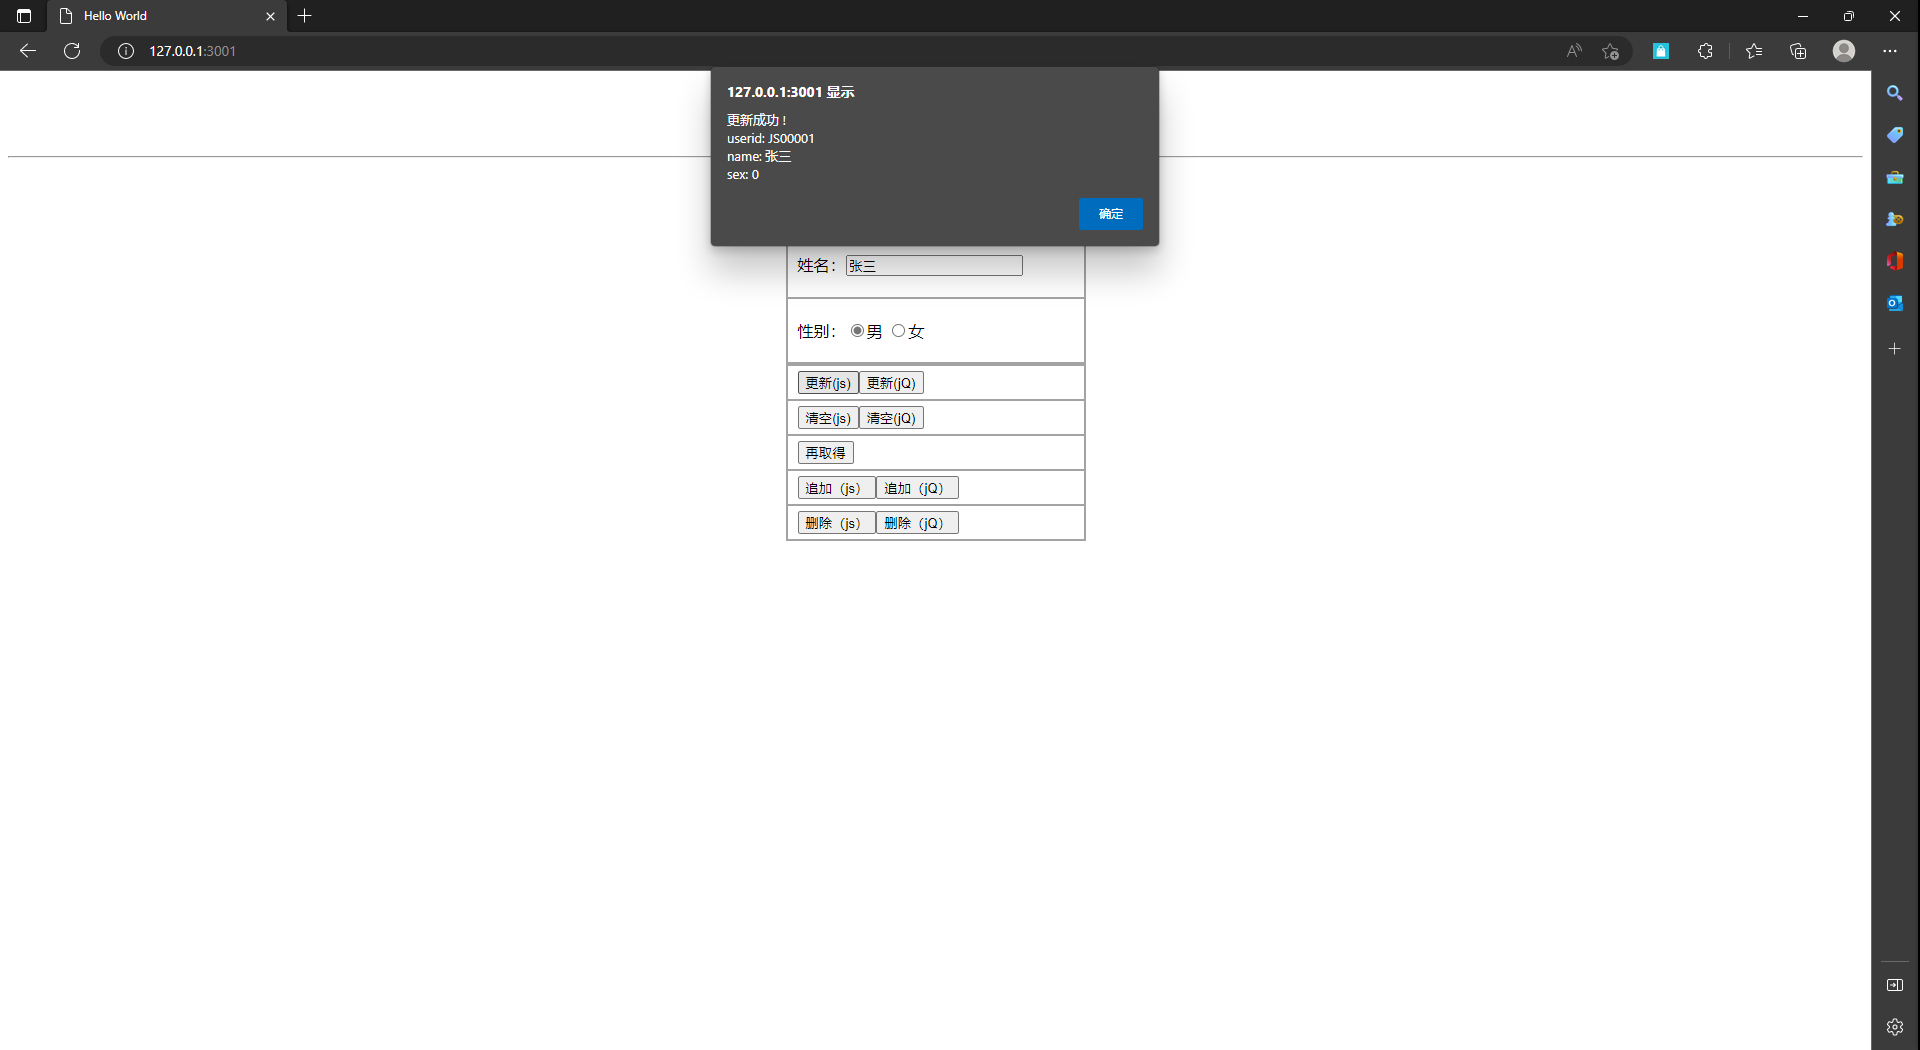 Hello World
127.0.0.1:3001
127.0.0.1:3001 显示
更新成功！
userid: JS00001
name: 张三
sex: 0
确定
姓名： 张三
性别： 男 女
更新(js) 更新(jQ)
清空(js) 清空(jQ)
再取得
追加（js） 追加（jQ）
删除（js） 删除（jQ）